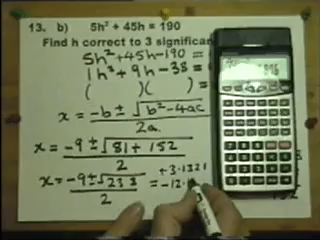 13. b) 5h² + 45h = 190
Find h correct to 3 significa
5h² + 45h - 190 =
1h² + 9h - 38 =
( )( ) =
x = -b ± √b² - 4ac
2a
x = -9 ± √81 + 152
2
x = -9 ± √233 = +3.1321
2
= -12.